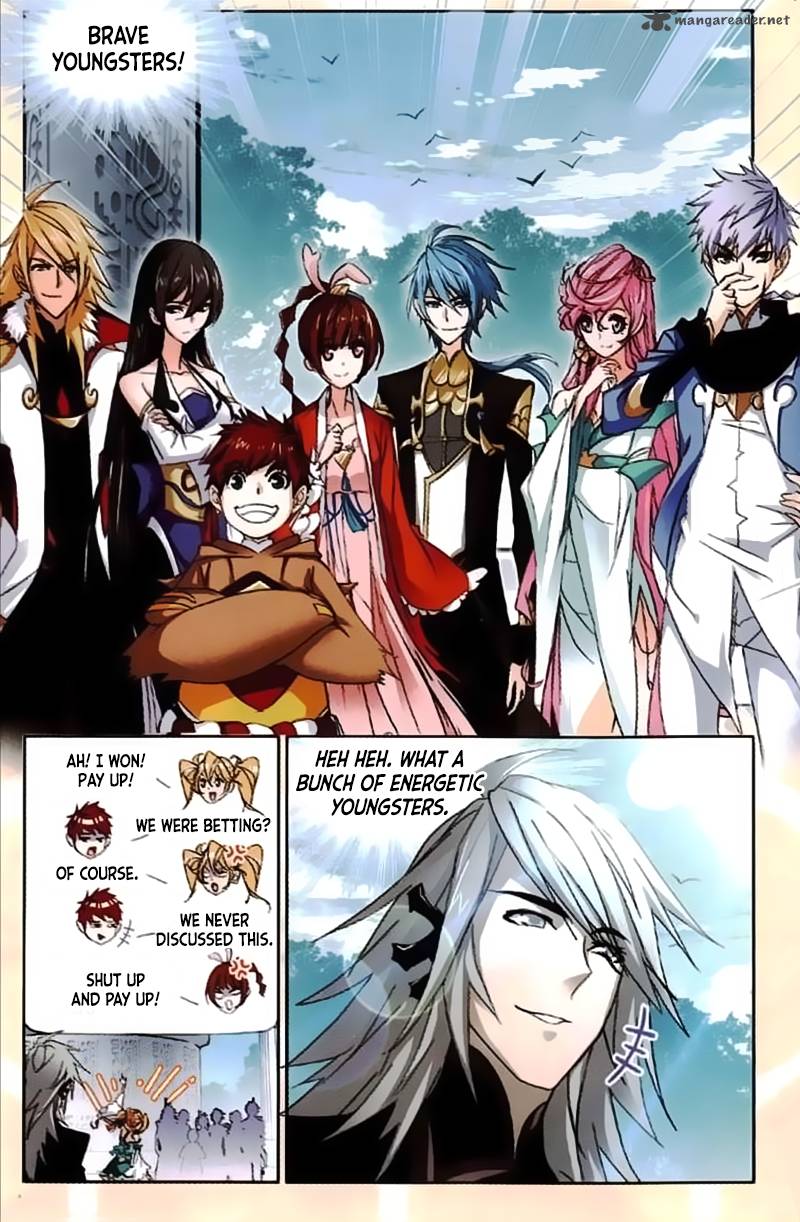 mangareader.net
BRAVE
YOUNGSTERS!
AH! I WON!
PAY UP!
WE WERE BETTING?
OF COURSE.
WE NEVER
DISCUSSED THIS.
SHUT UP
AND PAY UP!
HEH HEH. WHAT A
BUNCH OF ENERGETIC
YOUNGSTERS.